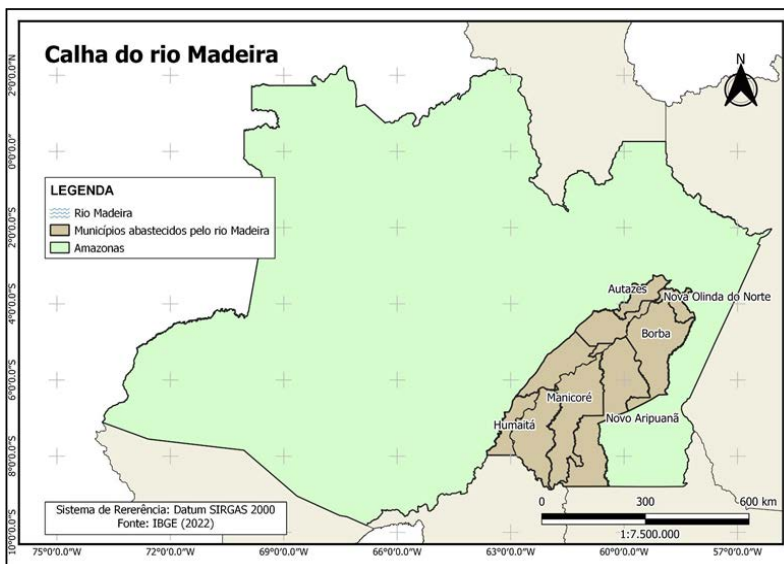 Calha do rio Madeira
N
LEGENDA
Rio Madeira
Municípios abastecidos pelo rio Madeira
Amazonas
Autazes
Nova Olinda do Norte
Borba
Manicoré
Humaitá
Novo Aripuanã
Sistema de Rererência: Datum SIRGAS 2000
Fonte: IBGE (2022)
0 300 600 km
1:7.500.000
2°0'0.0"N
0°0'0.0"
2°0'0.0"S
4°0'0.0"S
6°0'0.0"S
8°0'0.0"S
10°0'0.0"S
75°0'0.0"W 72°0'0.0"W 69°0'0.0"W 66°0'0.0"W 63°0'0.0"W 60°0'0.0"W 57°0'0.0"W